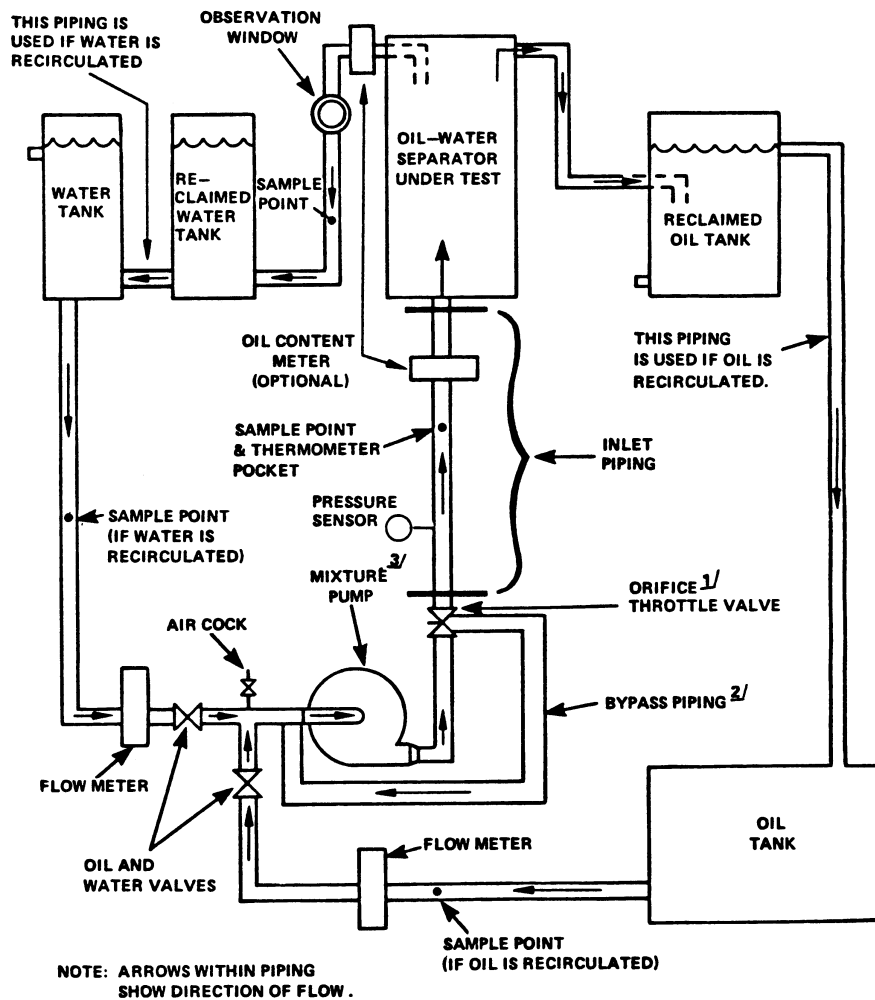 THIS PIPING IS
USED IF WATER IS
RECIRCULATED
OBSERVATION
WINDOW
WATER
TANK
RE-
CLAIMED
WATER
TANK
SAMPLE
POINT
OIL–WATER
SEPARATOR
UNDER TEST
RECLAIMED
OIL TANK
OIL CONTENT
METER
(OPTIONAL)
THIS PIPING
IS USED IF OIL IS
RECIRCULATED.
SAMPLE POINT
& THERMOMETER
POCKET
INLET
PIPING
PRESSURE
SENSOR
SAMPLE POINT
(IF WATER IS
RECIRCULATED)
MIXTURE 3/
PUMP
ORIFICE 1/
THROTTLE VALVE
AIR COCK
BYPASS PIPING 2/
FLOW METER
OIL AND
WATER VALVES
FLOW METER
OIL
TANK
SAMPLE POINT
(IF OIL IS RECIRCULATED)
NOTE: ARROWS WITHIN PIPING
SHOW DIRECTION OF FLOW.